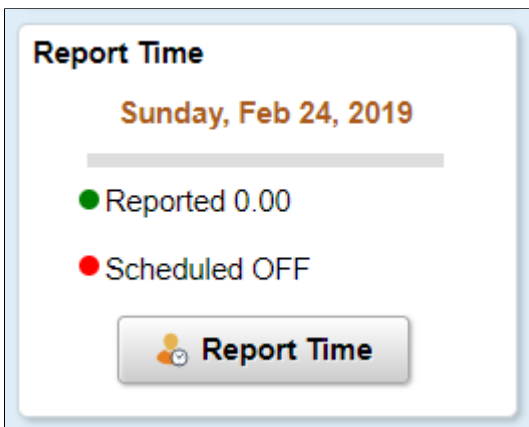 Report Time
Sunday, Feb 24, 2019
Reported 0.00
Scheduled OFF
Report Time